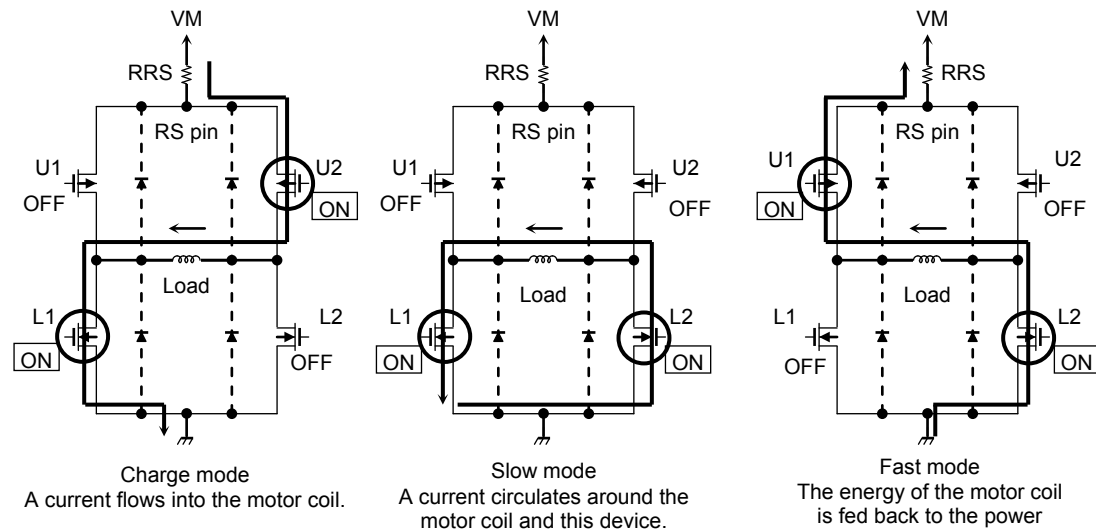 VM
RRS
RS pin
U1
OFF
U2
ON
Load
L1
ON
L2
OFF
Charge mode
A current flows into the motor coil.
VM
RRS
RS pin
U1
OFF
U2
OFF
Load
L1
ON
L2
ON
Slow mode
A current circulates around the
motor coil and this device.
VM
RRS
RS pin
U1
ON
U2
OFF
Load
L1
OFF
L2
ON
Fast mode
The energy of the motor coil
is fed back to the power